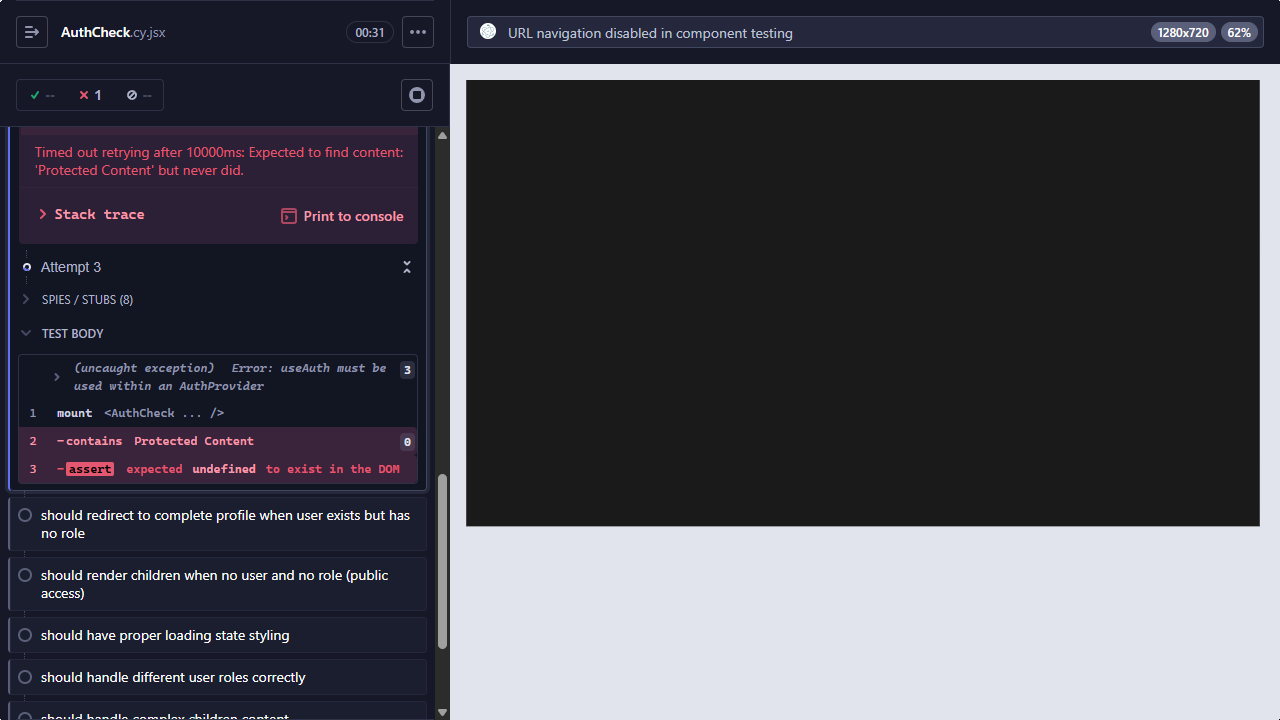 AuthCheck.cy.jsx
00:31
URL navigation disabled in component testing
1280x720
62%
--
1
--
Timed out retrying after 10000ms: Expected to find content:
'Protected Content' but never did.
Stack trace
Print to console
Attempt 3
SPIES / STUBS (8)
TEST BODY
(uncaught exception) Error: useAuth must be
used within an AuthProvider
3
1 mount <AuthCheck ... />
2 -contains Protected Content 0
3 -assert expected undefined to exist in the DOM
should redirect to complete profile when user exists but has
no role
should render children when no user and no role (public
access)
should have proper loading state styling
should handle different user roles correctly
should handle complex children content